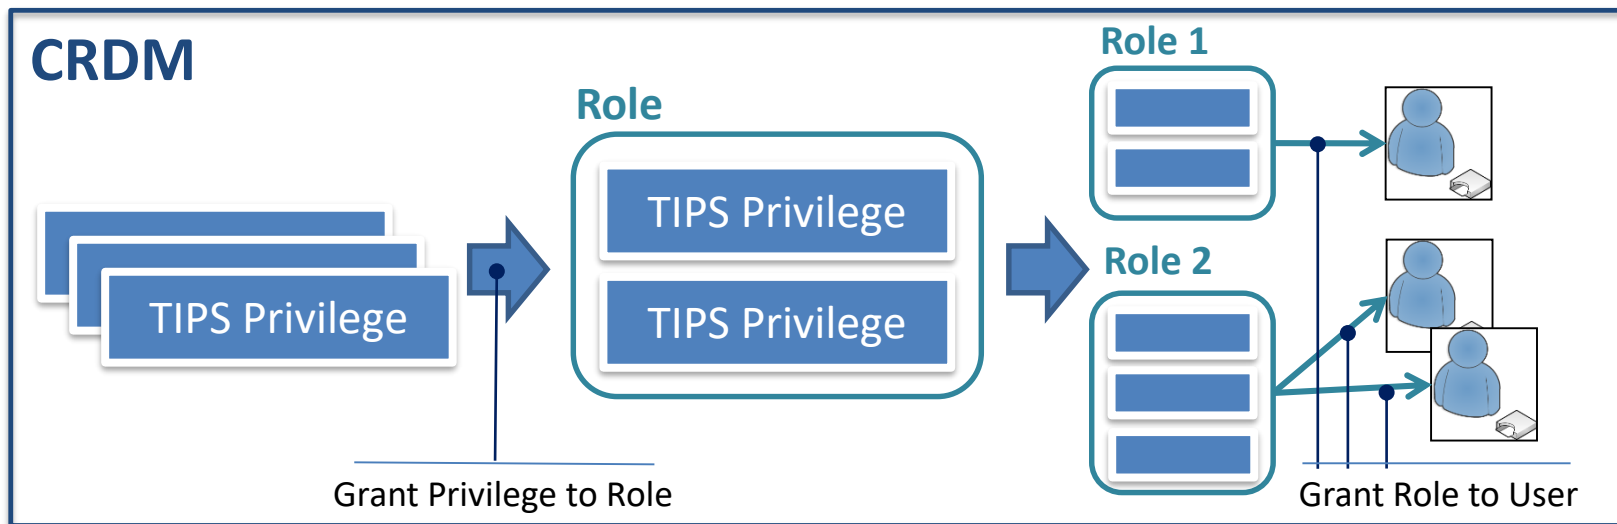 CRDM
TIPS Privilege
Grant Privilege to Role
Role
TIPS Privilege
TIPS Privilege
Role 1
Role 2
Grant Role to User